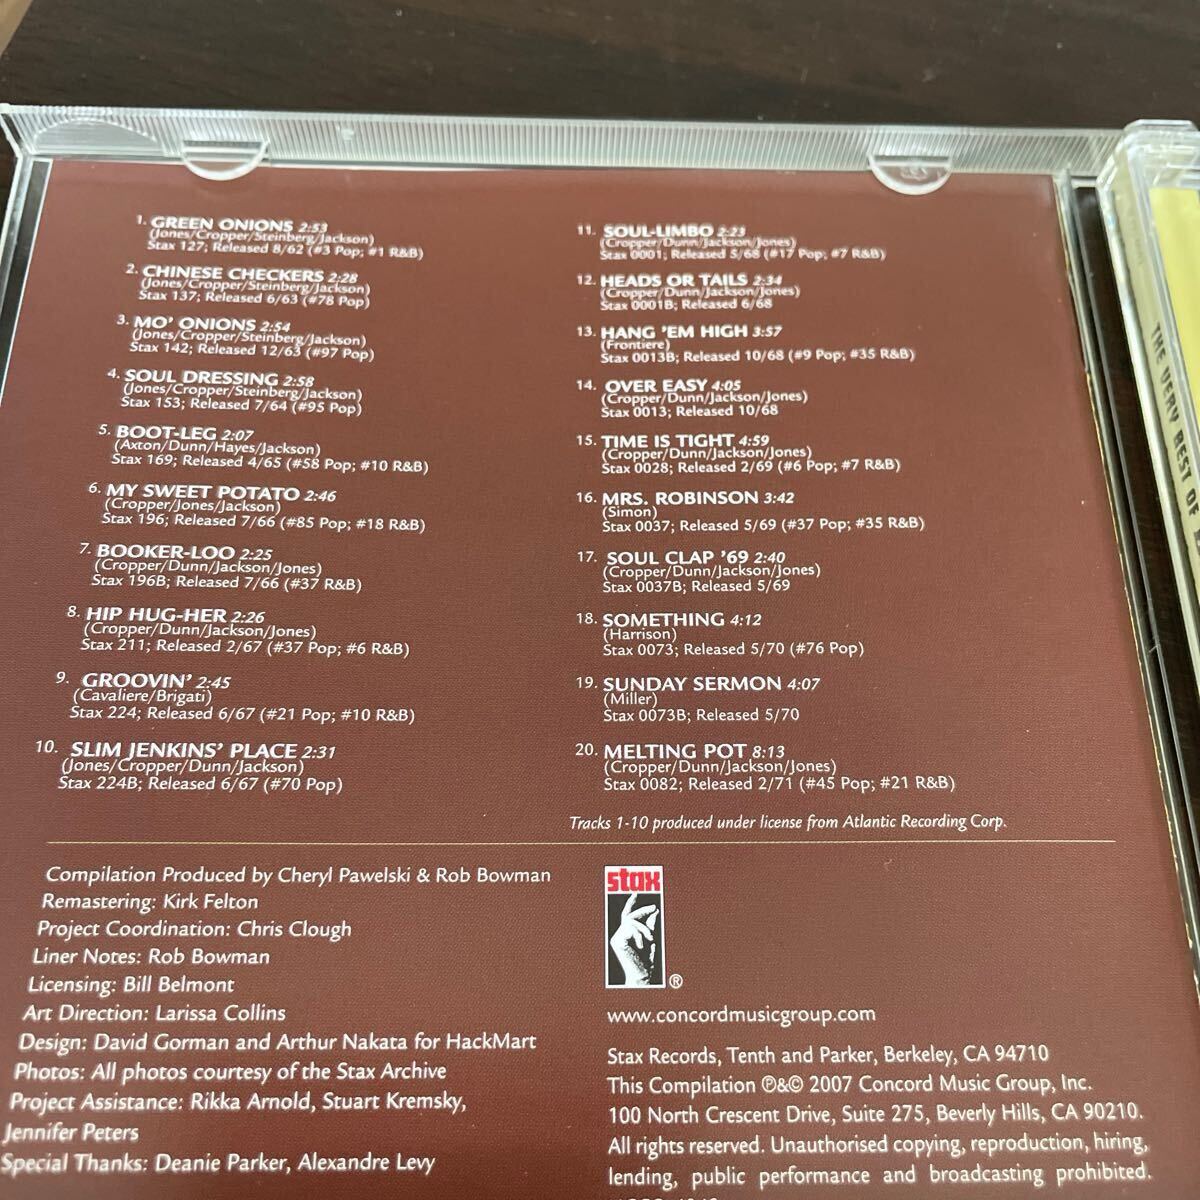 1. GREEN ONIONS 2:53
(Jones/Cropper/Steinberg/Jackson)
Stax 127; Released 8/62 (#3 Pop; #1 R&B)
2. CHINESE CHECKERS 2:28
(Jones/Cropper/Steinberg/Jackson)
Stax 137; Released 6/63 (#78 Pop)
3. MO' ONIONS 2:54
(Jones/Cropper/Steinberg/Jackson)
Stax 142; Released 12/63 (#97 Pop)
4. SOUL DRESSING 2:58
(Jones/Cropper/Steinberg/Jackson)
Stax 153; Released 7/64 (#95 Pop)
5. BOOT-LEG 2:07
(Axton/Dunn/Hayes/Jackson)
Stax 169; Released 4/65 (#58 Pop; #10 R&B)
6. MY SWEET POTATO 2:46
(Cropper/Jones/Jackson)
Stax 196; Released 7/66 (#85 Pop; #18 R&B)
7. BOOKER-LOO 2:25
(Cropper/Dunn/Jackson/Jones)
Stax 196B; Released 7/66 (#37 R&B)
8. HIP HUG-HER 2:26
(Cropper/Dunn/Jackson/Jones)
Stax 211; Released 2/67 (#37 Pop; #6 R&B)
9. GROOVIN' 2:45
(Cavaliere/Brigati)
Stax 224; Released 6/67 (#21 Pop; #10 R&B)
10. SLIM JENKINS' PLACE 2:31
(Jones/Cropper/Dunn/Jackson)
Stax 224B; Released 6/67 (#70 Pop)
11. SOUL-LIMBO 2:23
(Cropper/Dunn/Jackson/Jones)
Stax 0001; Released 5/68 (#17 Pop; #7 R&B)
12. HEADS OR TAILS 2:34
(Cropper/Dunn/Jackson/Jones)
Stax 0001B; Released 6/68
13. HANG 'EM HIGH 3:57
(Frontiere)
Stax 0013B; Released 10/68 (#9 Pop; #35 R&B)
14. OVER EASY 4:05
(Cropper/Dunn/Jackson/Jones)
Stax 0013; Released 10/68
15. TIME IS TIGHT 4:59
(Cropper/Dunn/Jackson/Jones)
Stax 0028; Released 2/69 (#6 Pop; #7 R&B)
16. MRS. ROBINSON 3:42
(Simon)
Stax 0037; Released 5/69 (#37 Pop; #35 R&B)
17. SOUL CLAP '69 2:40
(Cropper/Dunn/Jackson/Jones)
Stax 0037B; Released 5/69
18. SOMETHING 4:12
(Harrison)
Stax 0073; Released 5/70 (#76 Pop)
19. SUNDAY SERMON 4:07
(Miller)
Stax 0073B; Released 5/70
20. MELTING POT 8:13
(Cropper/Dunn/Jackson/Jones)
Stax 0082; Released 2/71 (#45 Pop; #21 R&B)
Tracks 1-10 produced under license from Atlantic Recording Corp.
Compilation Produced by Cheryl Pawelski & Rob Bowman
Remastering: Kirk Felton
Project Coordination: Chris Clough
Liner Notes: Rob Bowman
Licensing: Bill Belmont
Art Direction: Larissa Collins
Design: David Gorman and Arthur Nakata for HackMart
Photos: All photos courtesy of the Stax Archive
Project Assistance: Rikka Arnold, Stuart Kremsky,
Jennifer Peters
Special Thanks: Deanie Parker, Alexandre Levy
stax
®
www.concordmusicgroup.com
Stax Records, Tenth and Parker, Berkeley, CA 94710
This Compilation ℗&© 2007 Concord Music Group, Inc.
100 North Crescent Drive, Suite 275, Beverly Hills, CA 90210.
All rights reserved. Unauthorised copying, reproduction, hiring,
lending, public performance and broadcasting prohibited.
THE VERY BEST OF